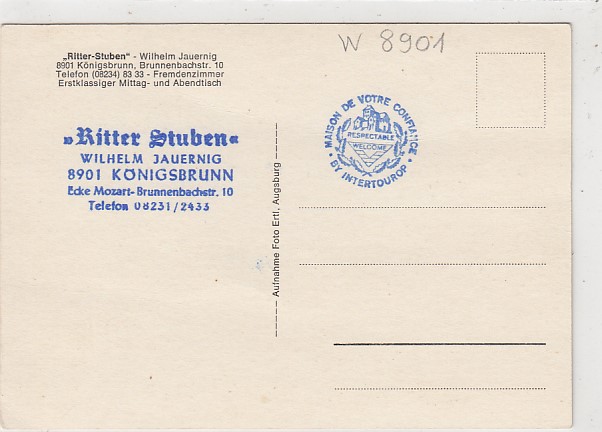 W 8901
„Ritter-Stuben" - Wilhelm Jauernig
8901 Königsbrunn, Brunnenbachstr. 10
Telefon (08234) 83 33 - Fremdenzimmer
Erstklassiger Mittag- und Abendtisch
»Ritter Stuben«
WILHELM JAUERNIG
8901 KÖNIGSBRUNN
Ecke Mozart-Brunnenbachstr. 10
Telefon 08231/2433
MAISON DE VOTRE CONFIANCE
RESPECTABLE
WELCOME
• BY INTERTOUROP •
Aufnahme Foto Ertl, Augsburg